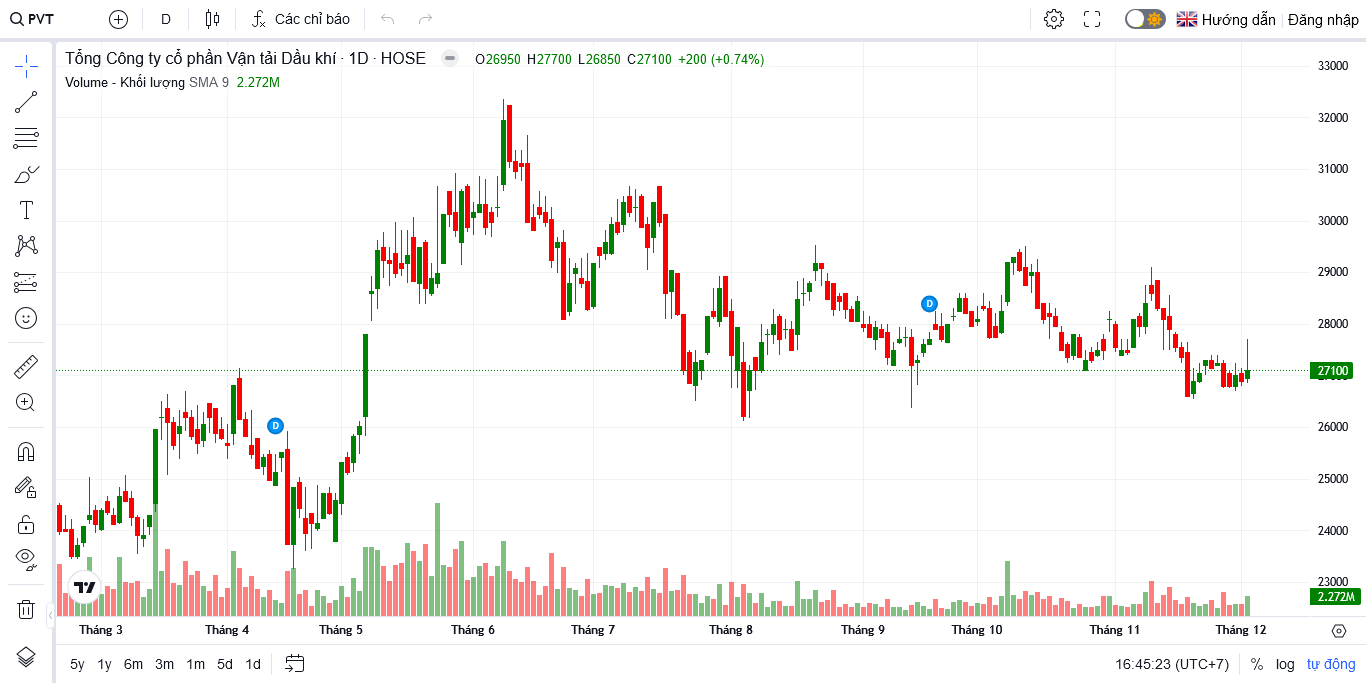 PVT D Các chỉ báo Hướng dẫn Đăng nhập
Tổng Công ty cổ phần Vận tải Dầu khí · 1D · HOSE O26950 H27700 L26850 C27100 +200 (+0.74%)
Volume - Khối lượng SMA 9 2.272M
33000
32000
31000
30000
29000
D
28000
27100
26000
D
25000
24000
23000
2.272M
Tháng 3 Tháng 4 Tháng 5 Tháng 6 Tháng 7 Tháng 8 Tháng 9 Tháng 10 Tháng 11 Tháng 12
5y 1y 6m 3m 1m 5d 1d 16:45:23 (UTC+7) % log tự động